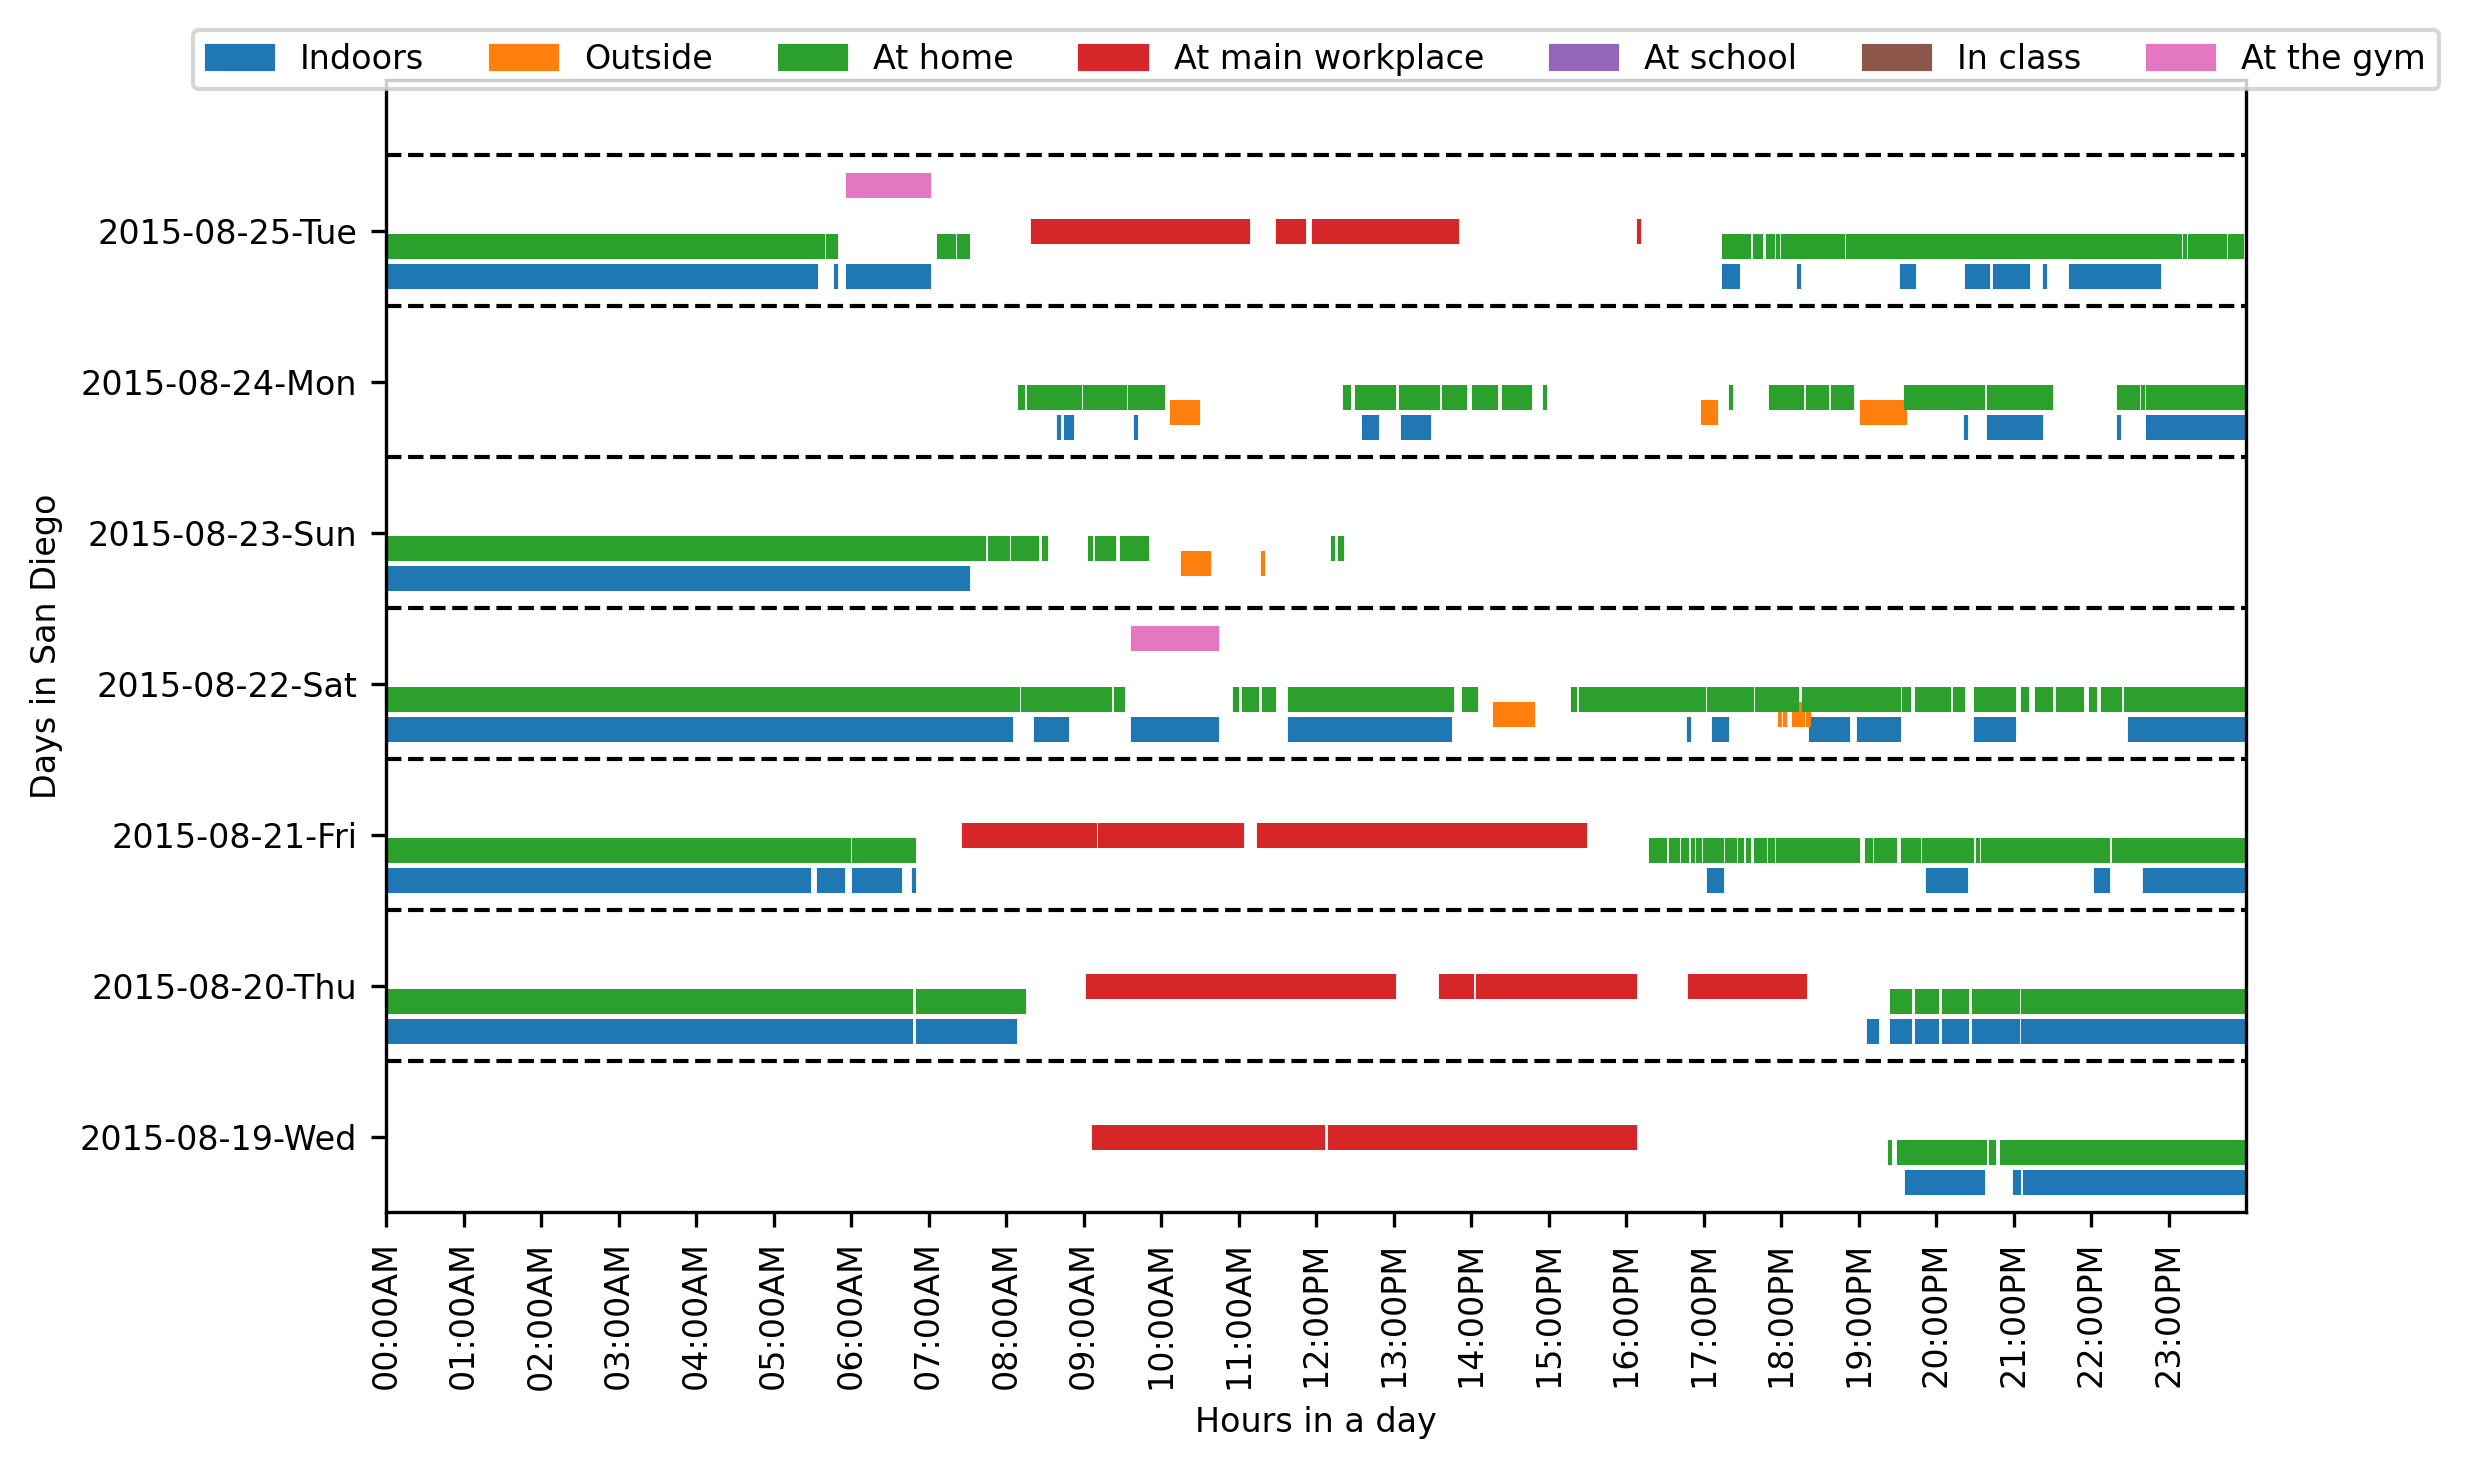 Indoors Outside At home At main workplace At school In class At the gym
2015-08-25-Tue
2015-08-24-Mon
2015-08-23-Sun
2015-08-22-Sat
2015-08-21-Fri
2015-08-20-Thu
2015-08-19-Wed
Days in San Diego
00:00AM
01:00AM
02:00AM
03:00AM
04:00AM
05:00AM
06:00AM
07:00AM
08:00AM
09:00AM
10:00AM
11:00AM
12:00PM
13:00PM
14:00PM
15:00PM
16:00PM
17:00PM
18:00PM
19:00PM
20:00PM
21:00PM
22:00PM
23:00PM
Hours in a day